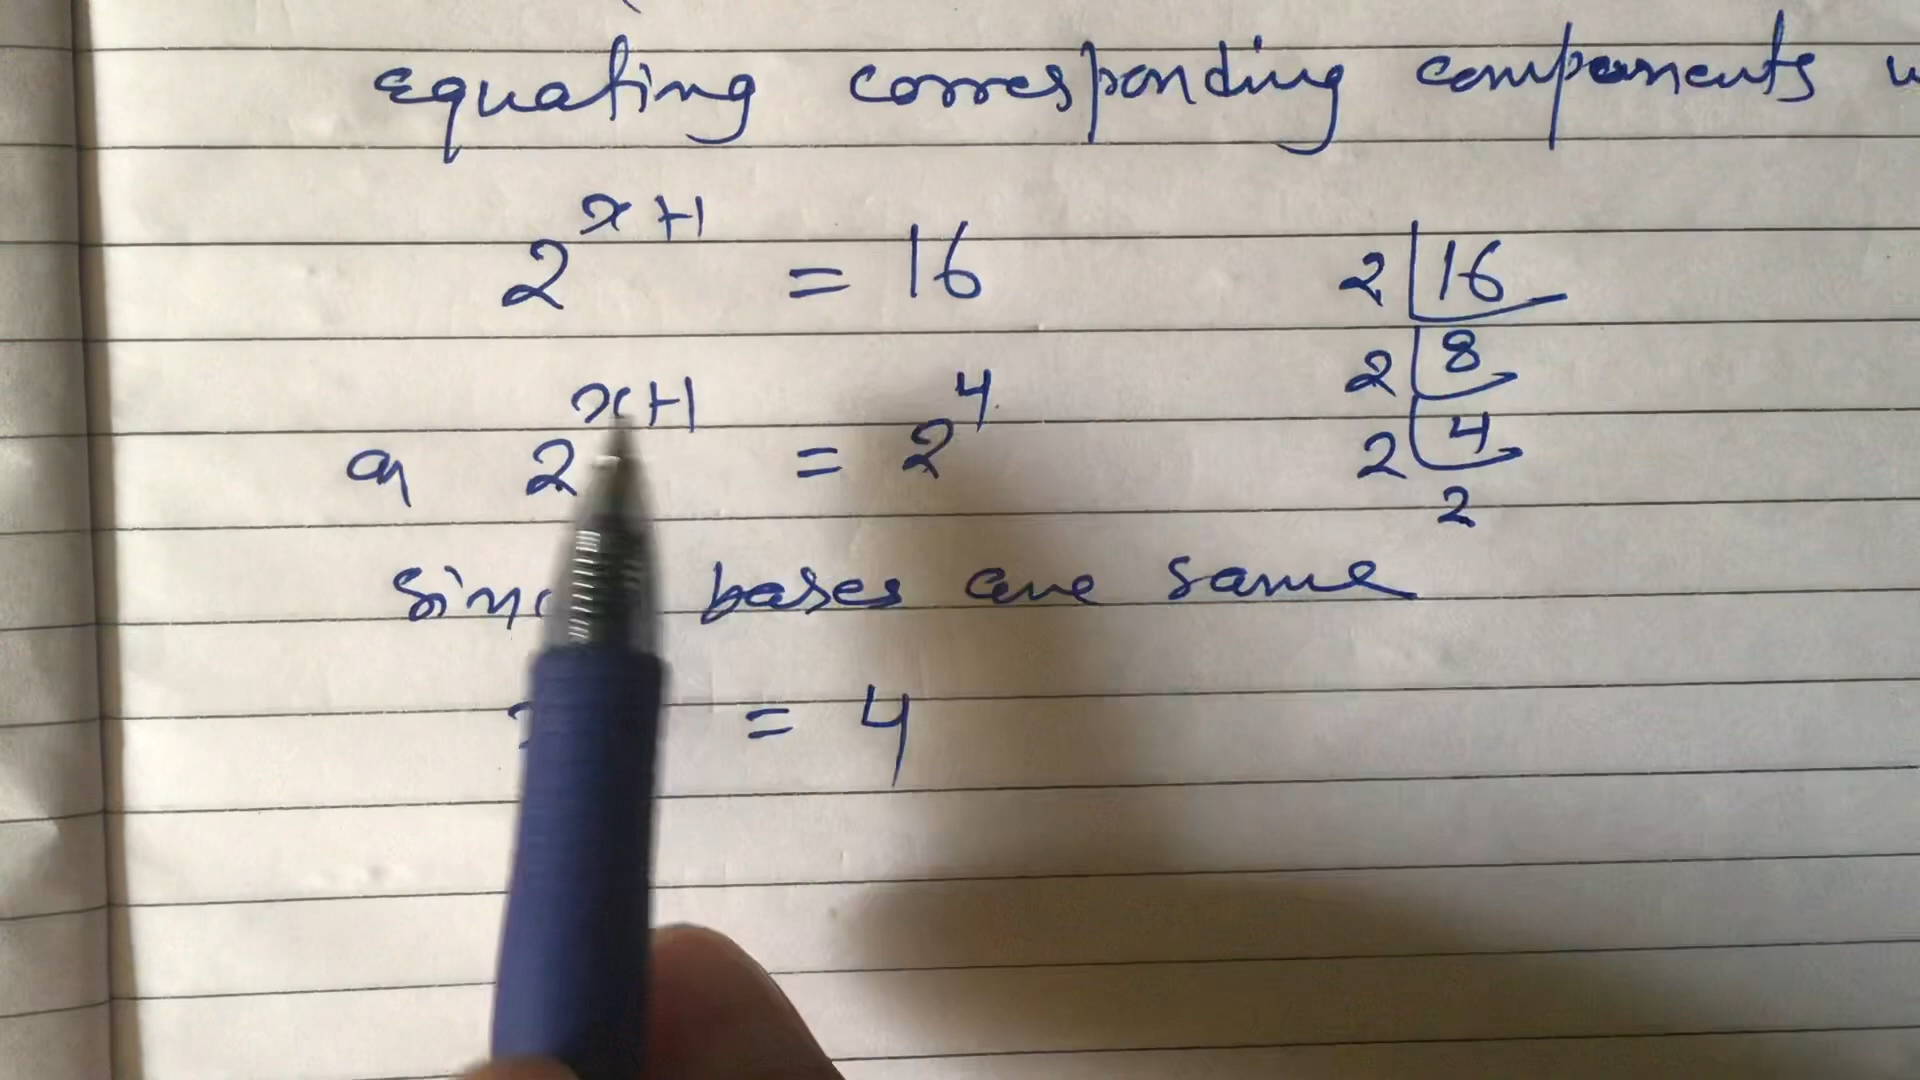 equating corresponding components
2^{x+1} = 16
2 | 16
2 | 8
2 | 4
2
or 2^{x+1} = 2^4
bases are same
= 4